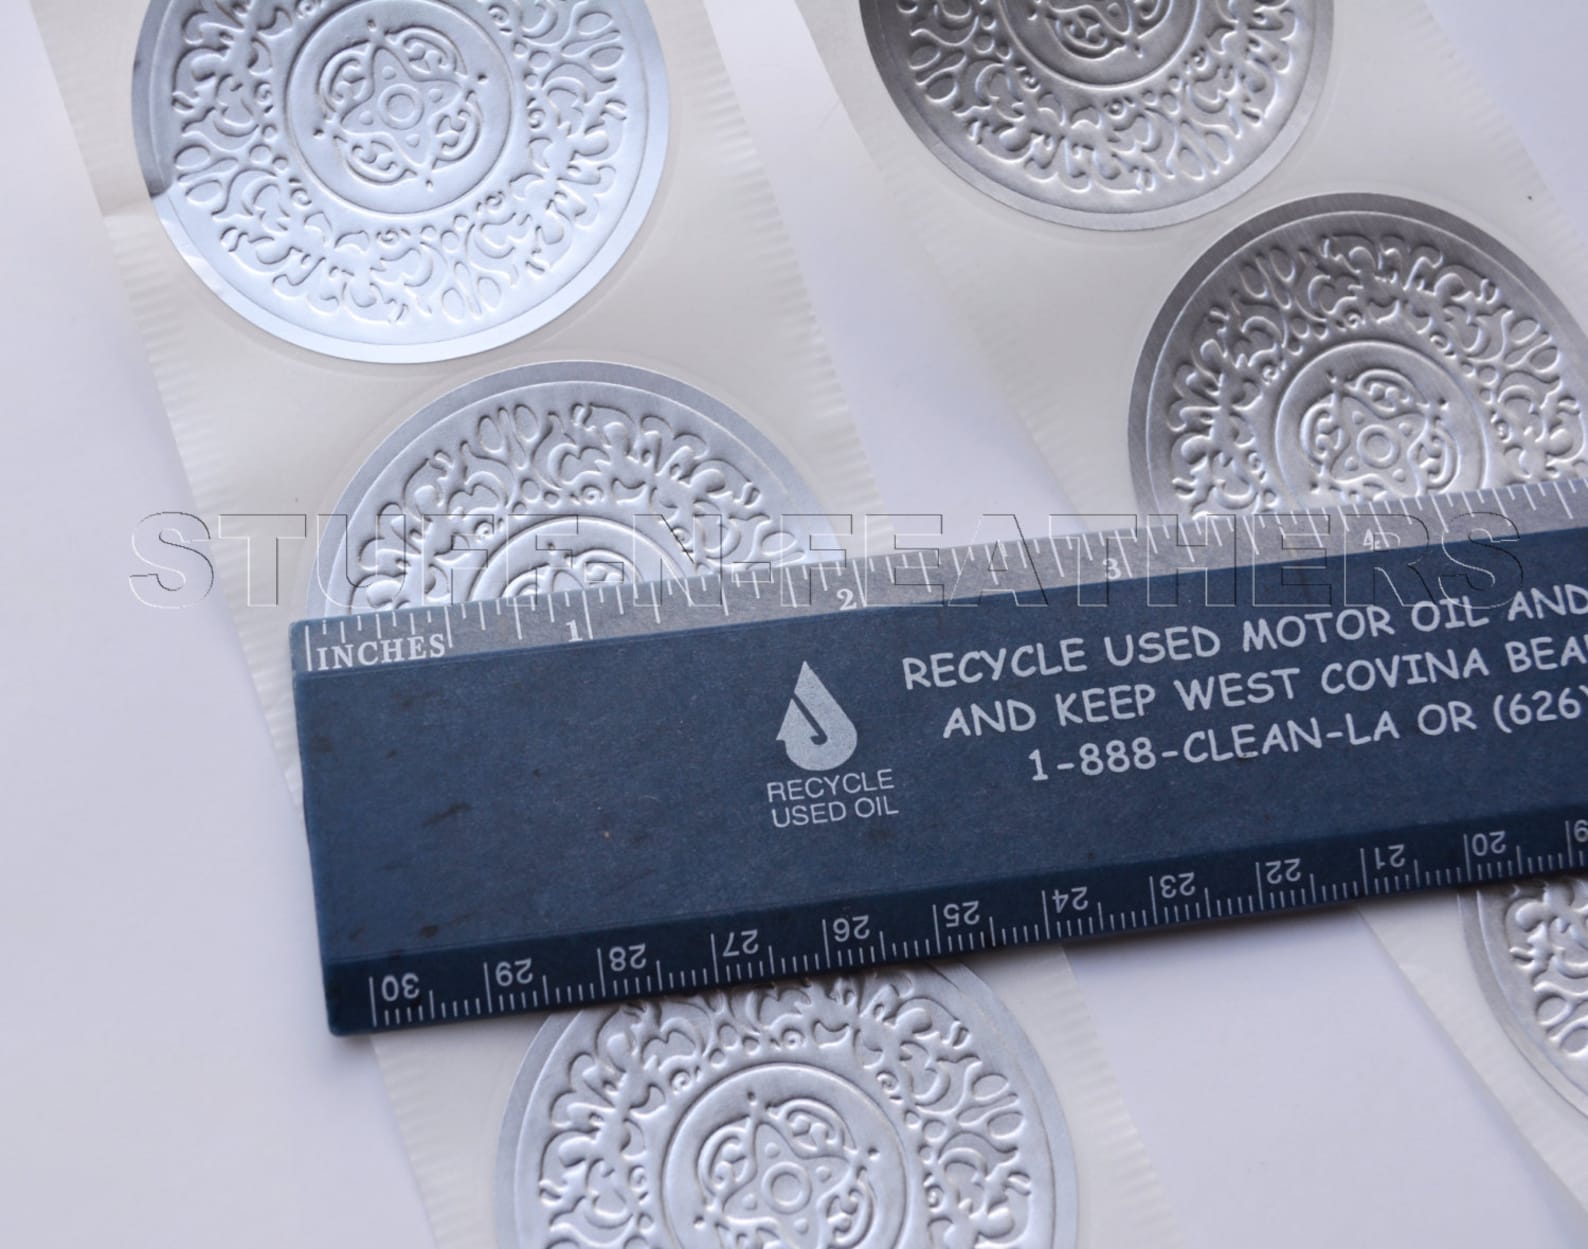 STUFF-N-FEATHERS
INCHES 1 2 3 4
RECYCLE USED MOTOR OIL AND
AND KEEP WEST COVINA BEA
1-888-CLEAN-LA OR (626)
RECYCLE
USED OIL
30 29 28 27 26 25 24 23 22 21 20 19